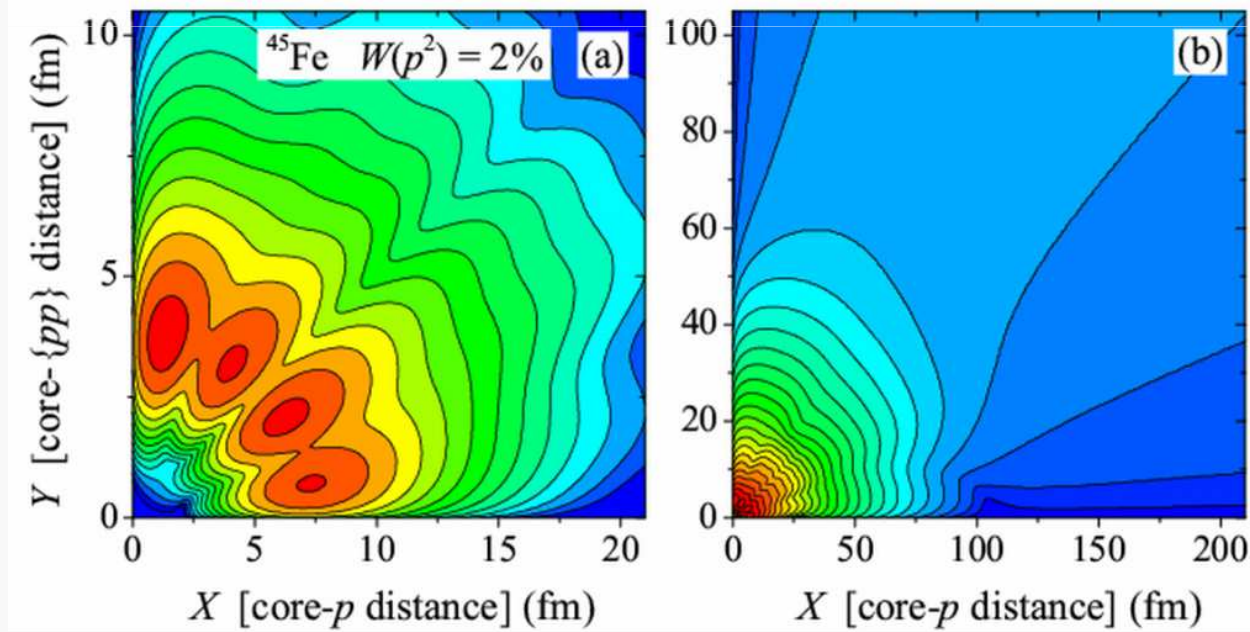 ⁴⁵Fe W(p²) = 2% (a)
Y [core-{pp} distance] (fm)
10
5
0
0 5 10 15 20
X [core-p distance] (fm)
(b)
100
80
60
40
20
0
0 50 100 150 200
X [core-p distance] (fm)